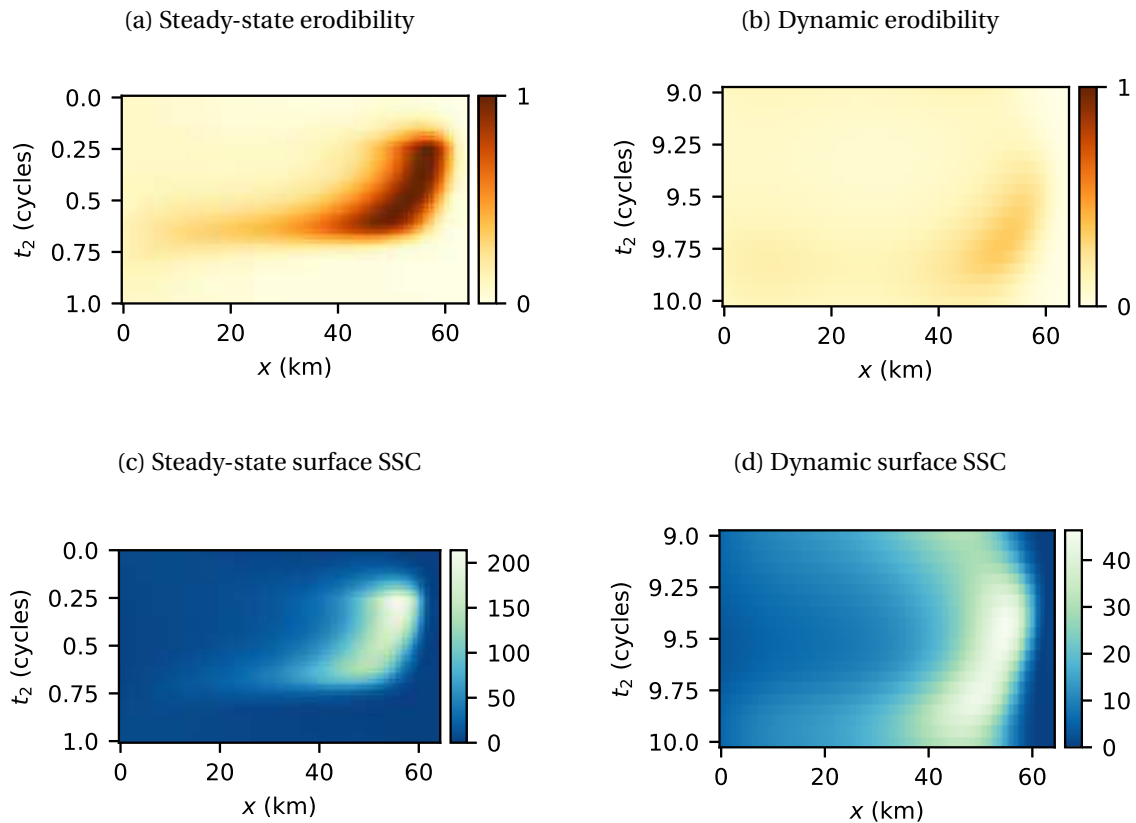 (a) Steady-state erodibility
0.0
0.25
0.5
0.75
1.0
t₂ (cycles)
0 20 40 60
x (km)
1
0
(b) Dynamic erodibility
9.0
9.25
9.5
9.75
10.0
t₂ (cycles)
0 20 40 60
x (km)
1
0
(c) Steady-state surface SSC
0.0
0.25
0.5
0.75
1.0
t₂ (cycles)
0 20 40 60
x (km)
200
150
100
50
0
(d) Dynamic surface SSC
9.0
9.25
9.5
9.75
10.0
t₂ (cycles)
0 20 40 60
x (km)
40
30
20
10
0